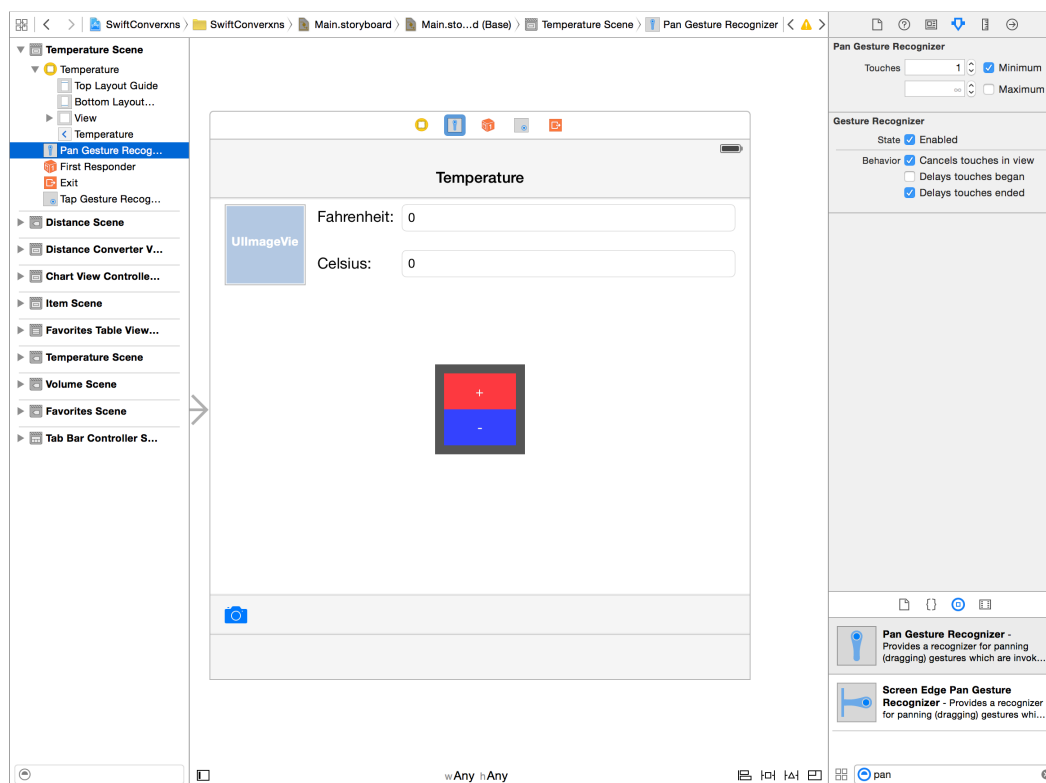 SwiftConverxns SwiftConverxns Main.storyboard Main.sto...d (Base) Temperature Scene Pan Gesture Recognizer
Temperature Scene
Temperature
Top Layout Guide
Bottom Layout...
View
Temperature
Pan Gesture Recog...
First Responder
Exit
Tap Gesture Recog...
Distance Scene
Distance Converter V...
Chart View Controlle...
Item Scene
Favorites Table View...
Temperature Scene
Volume Scene
Favorites Scene
Tab Bar Controller S...
Temperature
UIImageVie
Fahrenheit: 0
Celsius: 0
+
-
wAny hAny
Pan Gesture Recognizer
Touches 1 Minimum
∞ Maximum
Gesture Recognizer
State Enabled
Behavior Cancels touches in view
Delays touches began
Delays touches ended
{}
Pan Gesture Recognizer -
Provides a recognizer for panning
(dragging) gestures which are invok...
Screen Edge Pan Gesture
Recognizer - Provides a recognizer
for panning (dragging) gestures whi...
pan